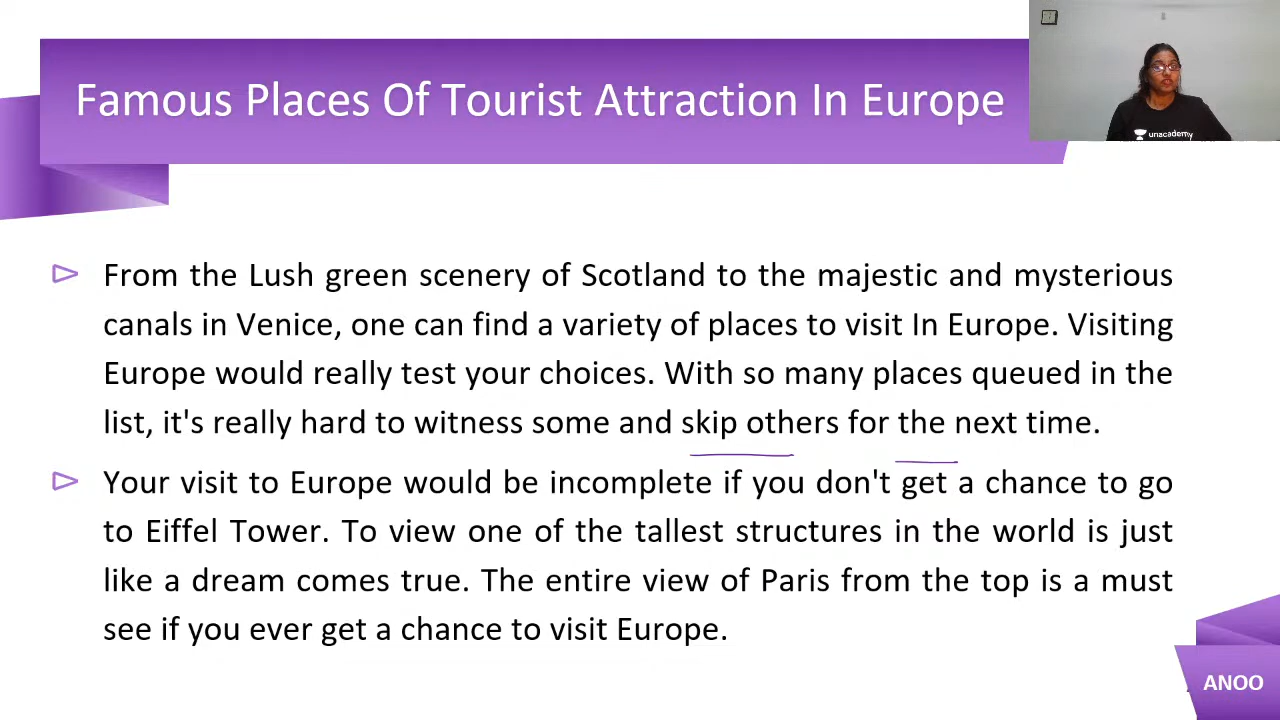 Famous Places Of Tourist Attraction In Europe
unacademy
From the Lush green scenery of Scotland to the majestic and mysterious
canals in Venice, one can find a variety of places to visit In Europe. Visiting
Europe would really test your choices. With so many places queued in the
list, it's really hard to witness some and skip others for the next time.
Your visit to Europe would be incomplete if you don't get a chance to go
to Eiffel Tower. To view one of the tallest structures in the world is just
like a dream comes true. The entire view of Paris from the top is a must
see if you ever get a chance to visit Europe.
ANOO